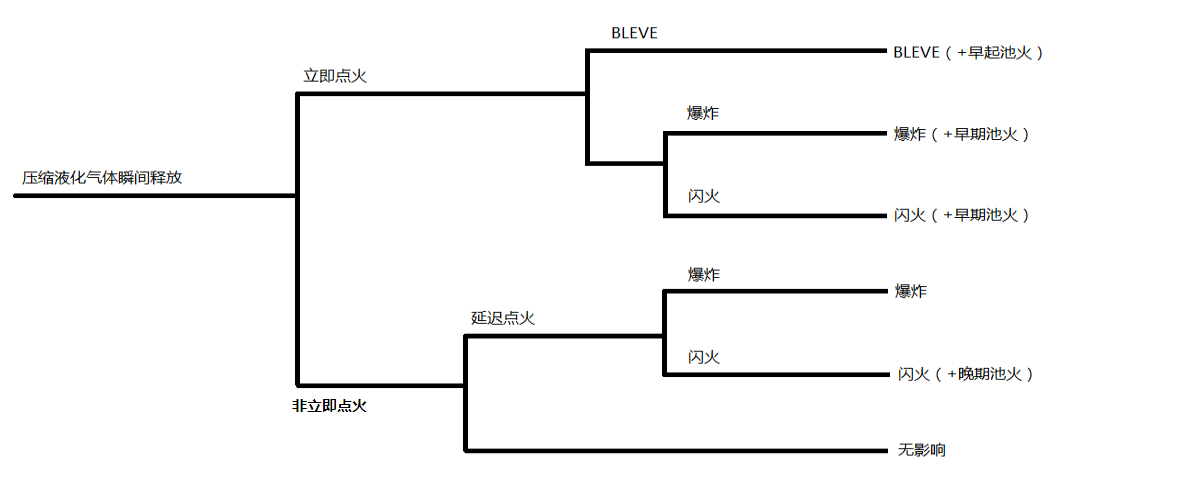 BLEVE
BLEVE（+早起池火）
立即点火
爆炸
爆炸（+早期池火）
压缩液化气体瞬间释放
闪火
闪火（+早期池火）
爆炸
爆炸
延迟点火
闪火
闪火（+晚期池火）
非立即点火
无影响